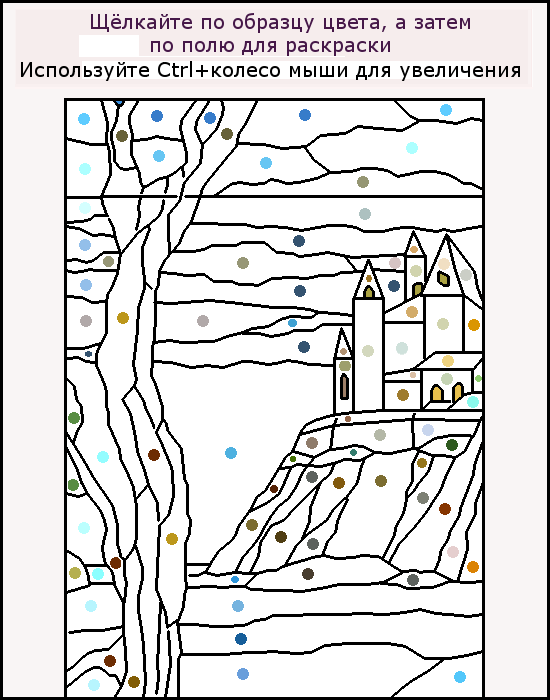 Щёлкайте по образцу цвета, а затем
по полю для раскраски
Используйте Ctrl+колесо мыши для увеличения